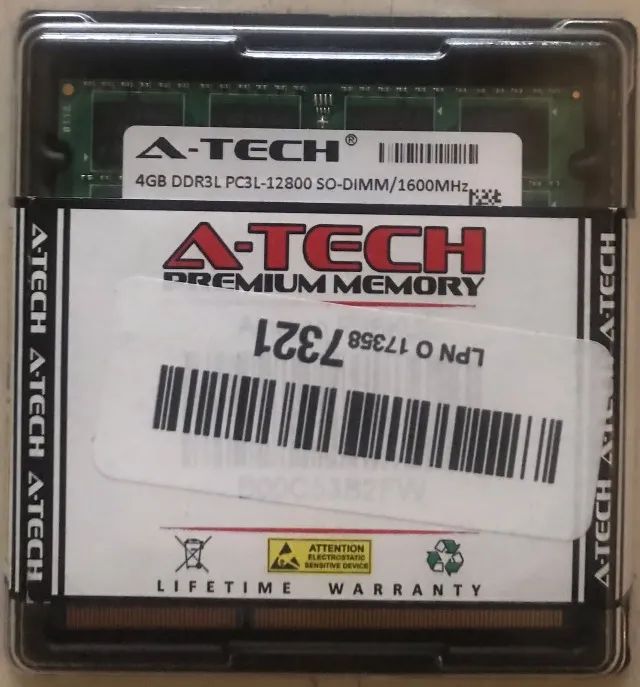 A-TECH®
4GB DDR3L PC3L-12800 SO-DIMM/1600MHz
A-TECH
PREMIUM MEMORY
LPN O 17358 7321
ATTENTION
ELECTROSTATIC
SENSITIVE DEVICE
LIFETIME WARRANTY
A-TECH A-TECH A-TECH
A-TECH A-TECH A-TECH